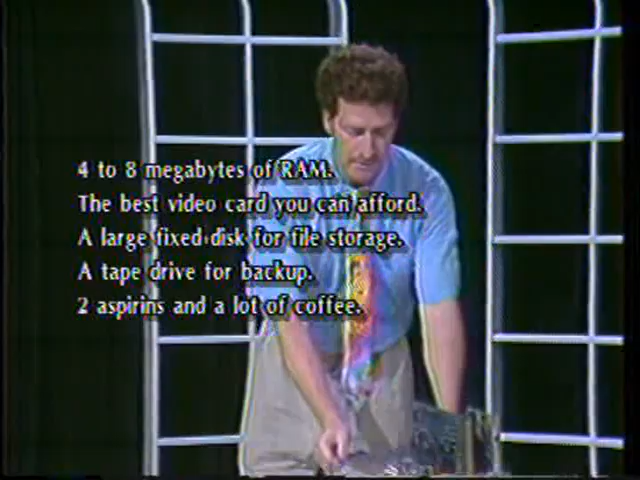 4 to 8 megabytes of RAM.
The best video card you can afford.
A large fixed disk for file storage.
A tape drive for backup.
2 aspirins and a lot of coffee.